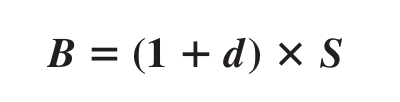 B = (1 + d) × S